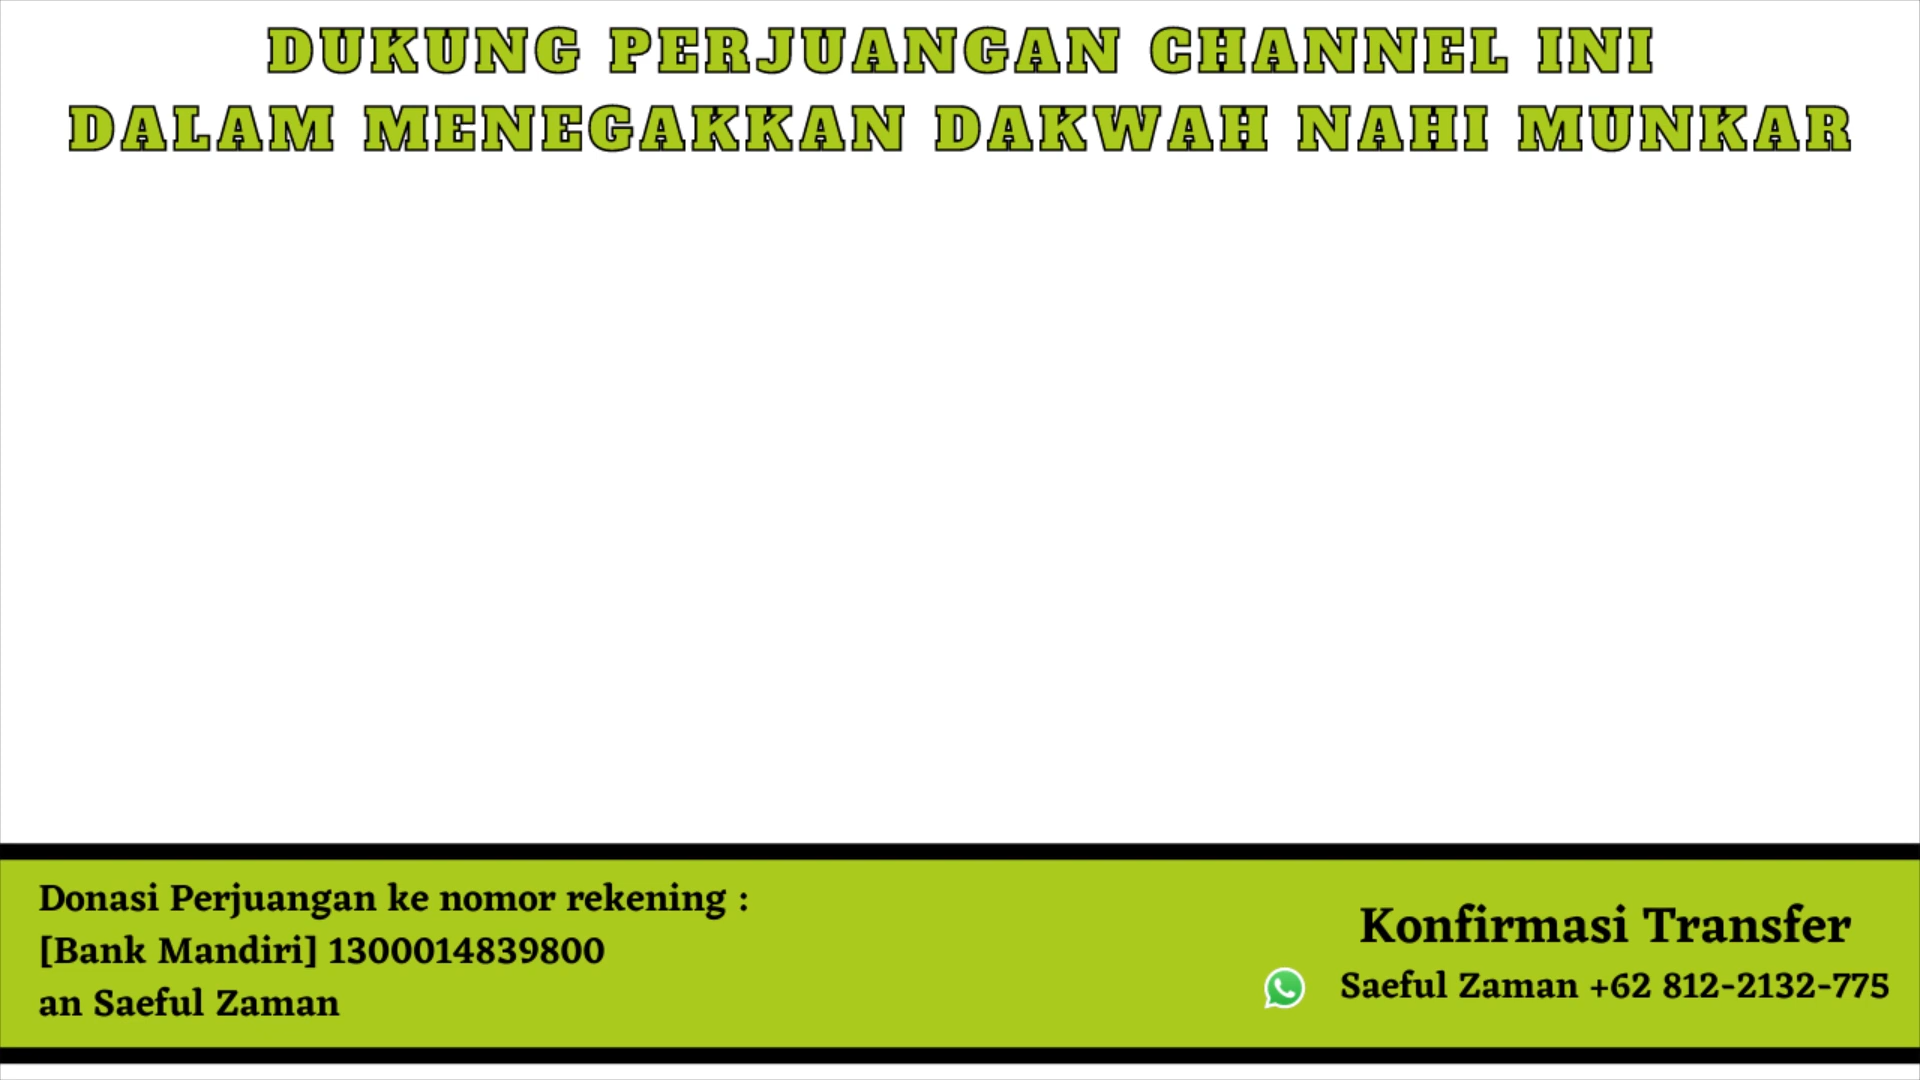 DUKUNG PERJUANGAN CHANNEL INI
DALAM MENEGAKKAN DAKWAH NAHI MUNKAR
Donasi Perjuangan ke nomor rekening :
[Bank Mandiri] 1300014839800
an Saeful Zaman
Konfirmasi Transfer
Saeful Zaman +62 812-2132-775